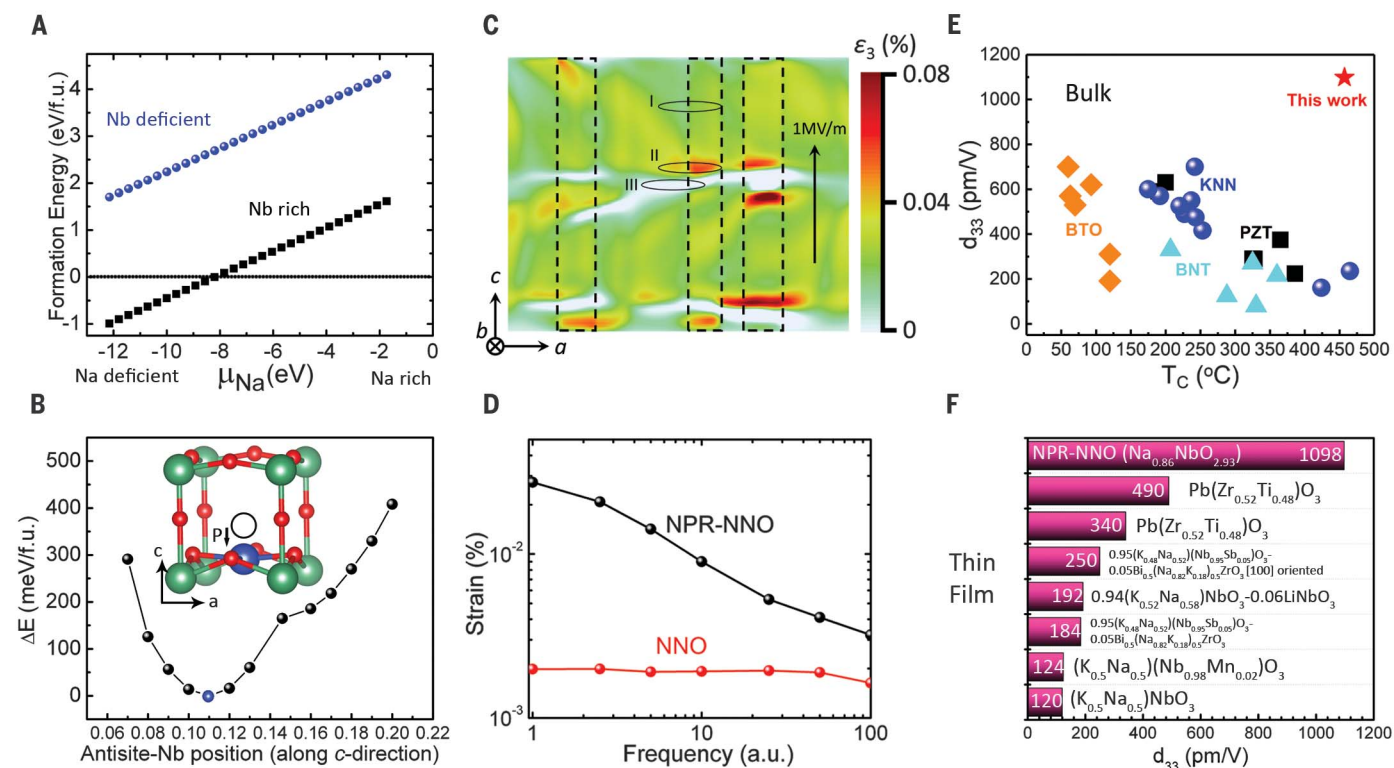 A
Formation Energy (eV/f.u.)
4
3
2
1
0
-1
Nb deficient
Nb rich
-12 -10 -8 -6 -4 -2 0
Na deficient
μNa(eV)
Na rich
B
ΔE (meV/f.u.)
500
400
300
200
100
0
P
c
a
0.06 0.08 0.10 0.12 0.14 0.16 0.18 0.20 0.22
Antisite-Nb position (along c-direction)
C
I
II
III
1MV/m
c
b
a
ε3 (%)
0.08
0.04
0
D
Strain (%)
10-2
10-3
NPR-NNO
NNO
1 10 100
Frequency (a.u.)
E
d33 (pm/V)
1200
1000
800
600
400
200
0
Bulk
This work
KNN
BTO
PZT
BNT
0 50 100 150 200 250 300 350 400 450 500
TC (oC)
F
Thin
Film
NPR-NNO (Na0.86NbO2.93) 1098
490 Pb(Zr0.52Ti0.48)O3
340 Pb(Zr0.52Ti0.48)O3
250 0.95(K0.48Na0.52)(Nb0.95Sb0.05)O3-
0.05Bi0.5(Na0.82K0.18)0.5ZrO3 [100] oriented
192 0.94(K0.52Na0.58)NbO3-0.06LiNbO3
184 0.95(K0.48Na0.52)(Nb0.95Sb0.05)O3-
0.05Bi0.5(Na0.82K0.18)0.5ZrO3
124 (K0.5Na0.5)(Nb0.98Mn0.02)O3
120 (K0.5Na0.5)NbO3
0 200 400 600 800 1000 1200
d33 (pm/V)